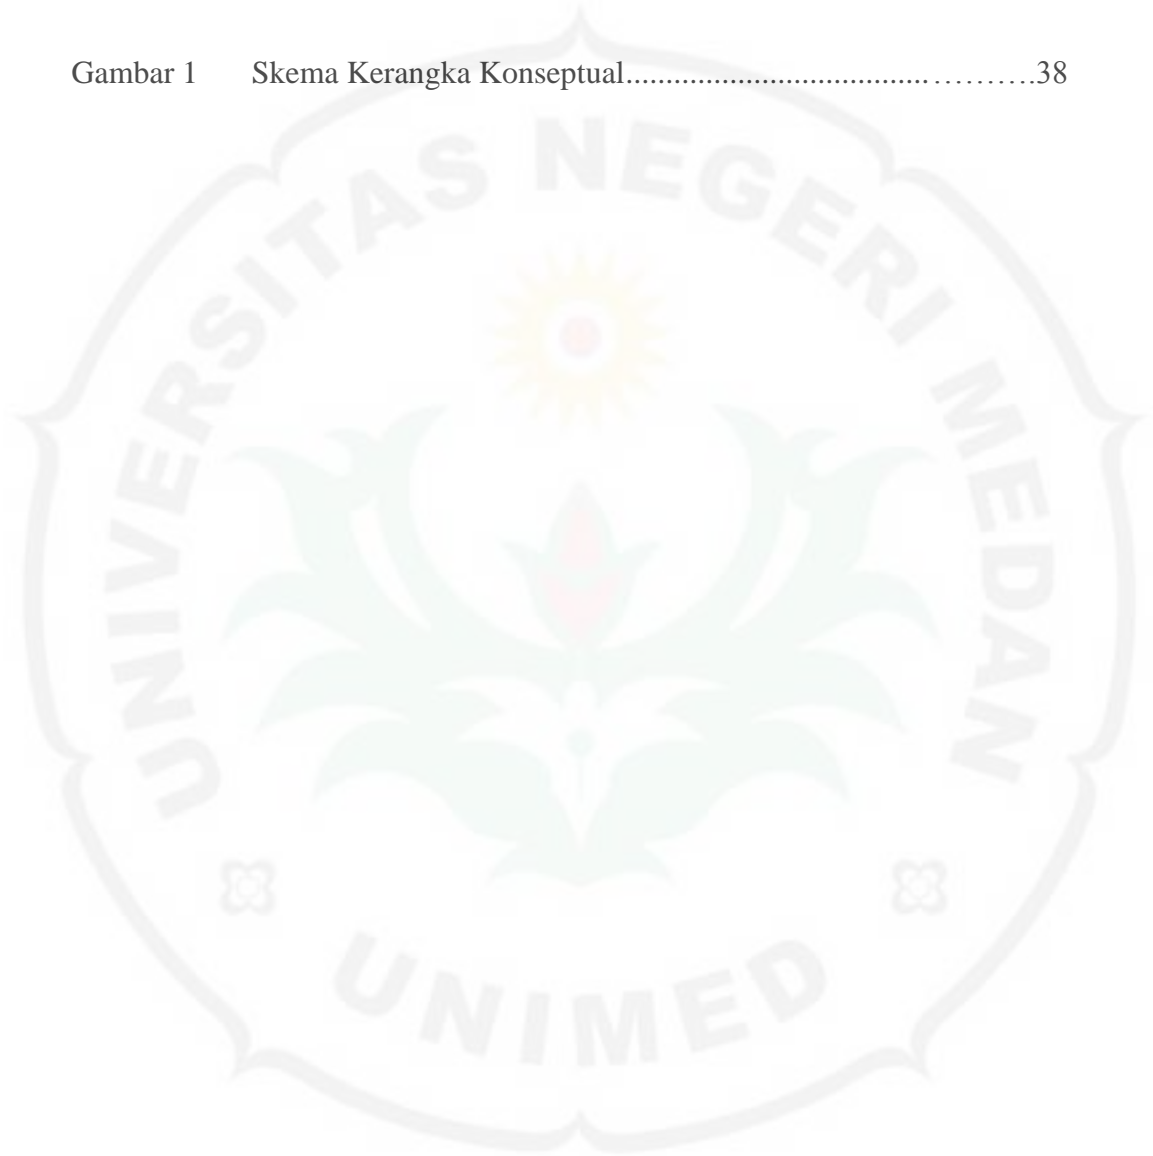 Gambar 1 Skema Kerangka Konseptual................................................38
UNIVERSITAS NEGERI MEDAN
UNIMED